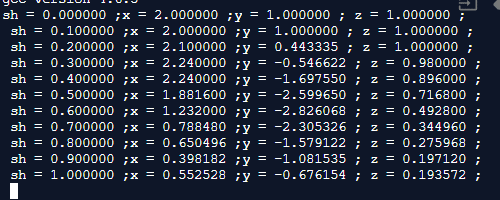 gcc version 4.6.3
sh = 0.000000 ;x = 2.000000 ;y = 1.000000 ; z = 1.000000 ;
sh = 0.100000 ;x = 2.000000 ;y = 1.000000 ; z = 1.000000 ;
sh = 0.200000 ;x = 2.100000 ;y = 0.443335 ; z = 1.000000 ;
sh = 0.300000 ;x = 2.240000 ;y = -0.546622 ; z = 0.980000 ;
sh = 0.400000 ;x = 2.240000 ;y = -1.697550 ; z = 0.896000 ;
sh = 0.500000 ;x = 1.881600 ;y = -2.599650 ; z = 0.716800 ;
sh = 0.600000 ;x = 1.232000 ;y = -2.826068 ; z = 0.492800 ;
sh = 0.700000 ;x = 0.788480 ;y = -2.305326 ; z = 0.344960 ;
sh = 0.800000 ;x = 0.650496 ;y = -1.579122 ; z = 0.275968 ;
sh = 0.900000 ;x = 0.398182 ;y = -1.081535 ; z = 0.197120 ;
sh = 1.000000 ;x = 0.552528 ;y = -0.676154 ; z = 0.193572 ;